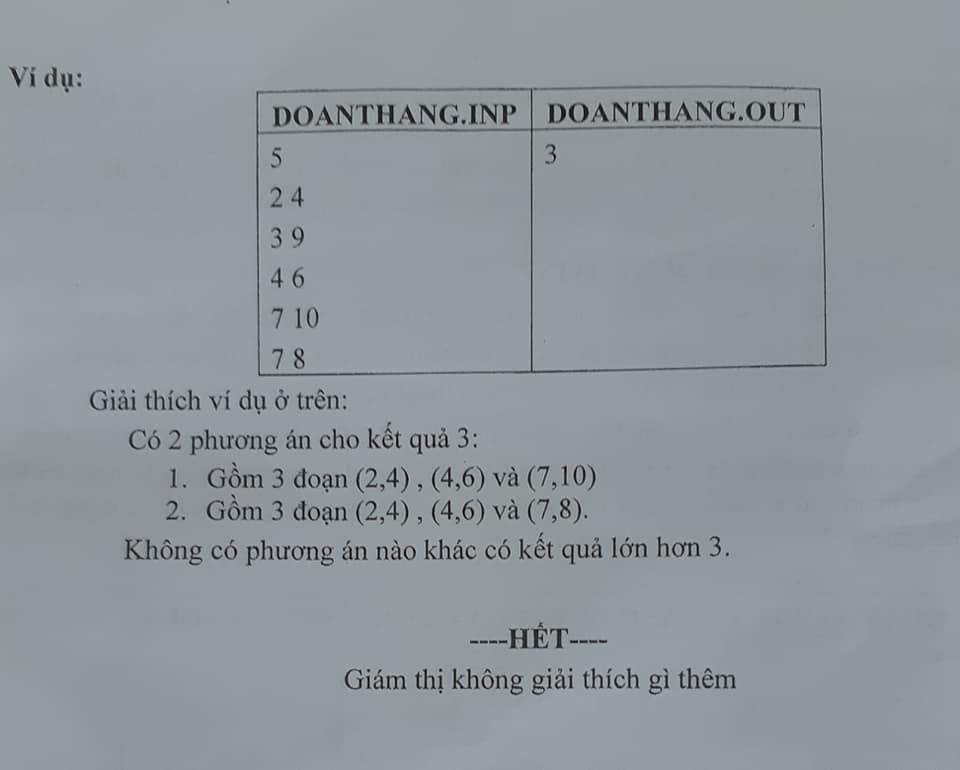 Ví dụ:
DOANTHANG.INP DOANTHANG.OUT
5 3
2 4
3 9
4 6
7 10
7 8
Giải thích ví dụ ở trên:
Có 2 phương án cho kết quả 3:
1. Gồm 3 đoạn (2,4) , (4,6) và (7,10)
2. Gồm 3 đoạn (2,4) , (4,6) và (7,8).
Không có phương án nào khác có kết quả lớn hơn 3.
----HẾT----
Giám thị không giải thích gì thêm